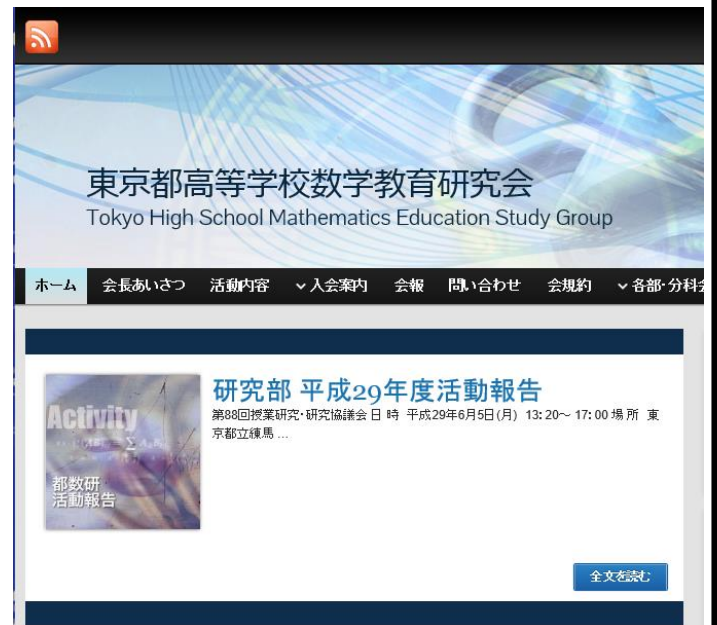 東京都高等学校数学教育研究会
Tokyo High School Mathematics Education Study Group
ホーム 会長あいさつ 活動内容 入会案内 会報 問い合わせ 会規約 各部・分科会
研究部 平成29年度活動報告
第88回授業研究・研究協議会 日 時 平成29年6月5日(月) 13:20～ 17:00 場 所 東
京都立練馬 …
Activity
都数研
活動報告
全文を読む